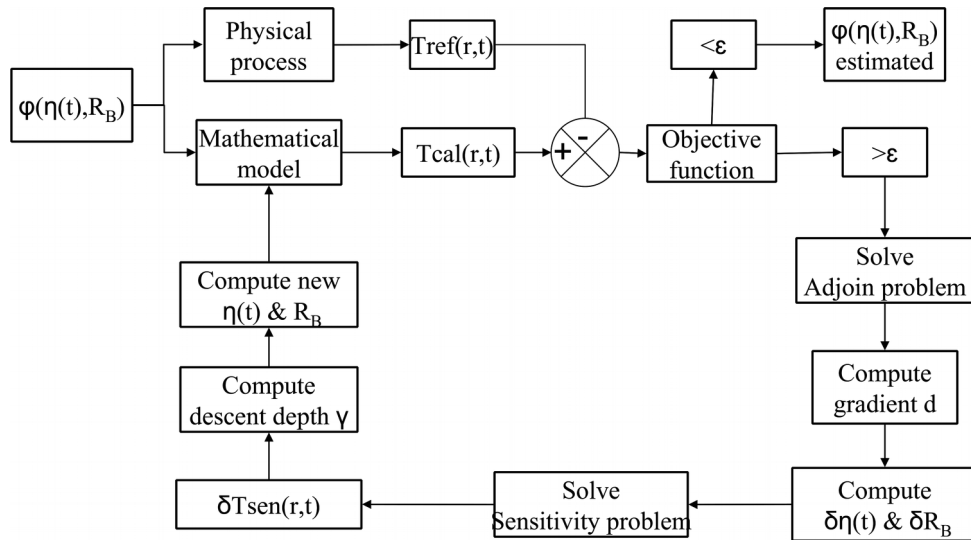 φ(η(t),R_B)
Physical
process
Tref(r,t)
Mathematical
model
Tcal(r,t)
+
-
Objective
function
<ε
φ(η(t),R_B)
estimated
>ε
Solve
Adjoin problem
Compute
gradient d
Compute
δη(t) & δR_B
Solve
Sensitivity problem
δTsen(r,t)
Compute
descent depth γ
Compute new
η(t) & R_B